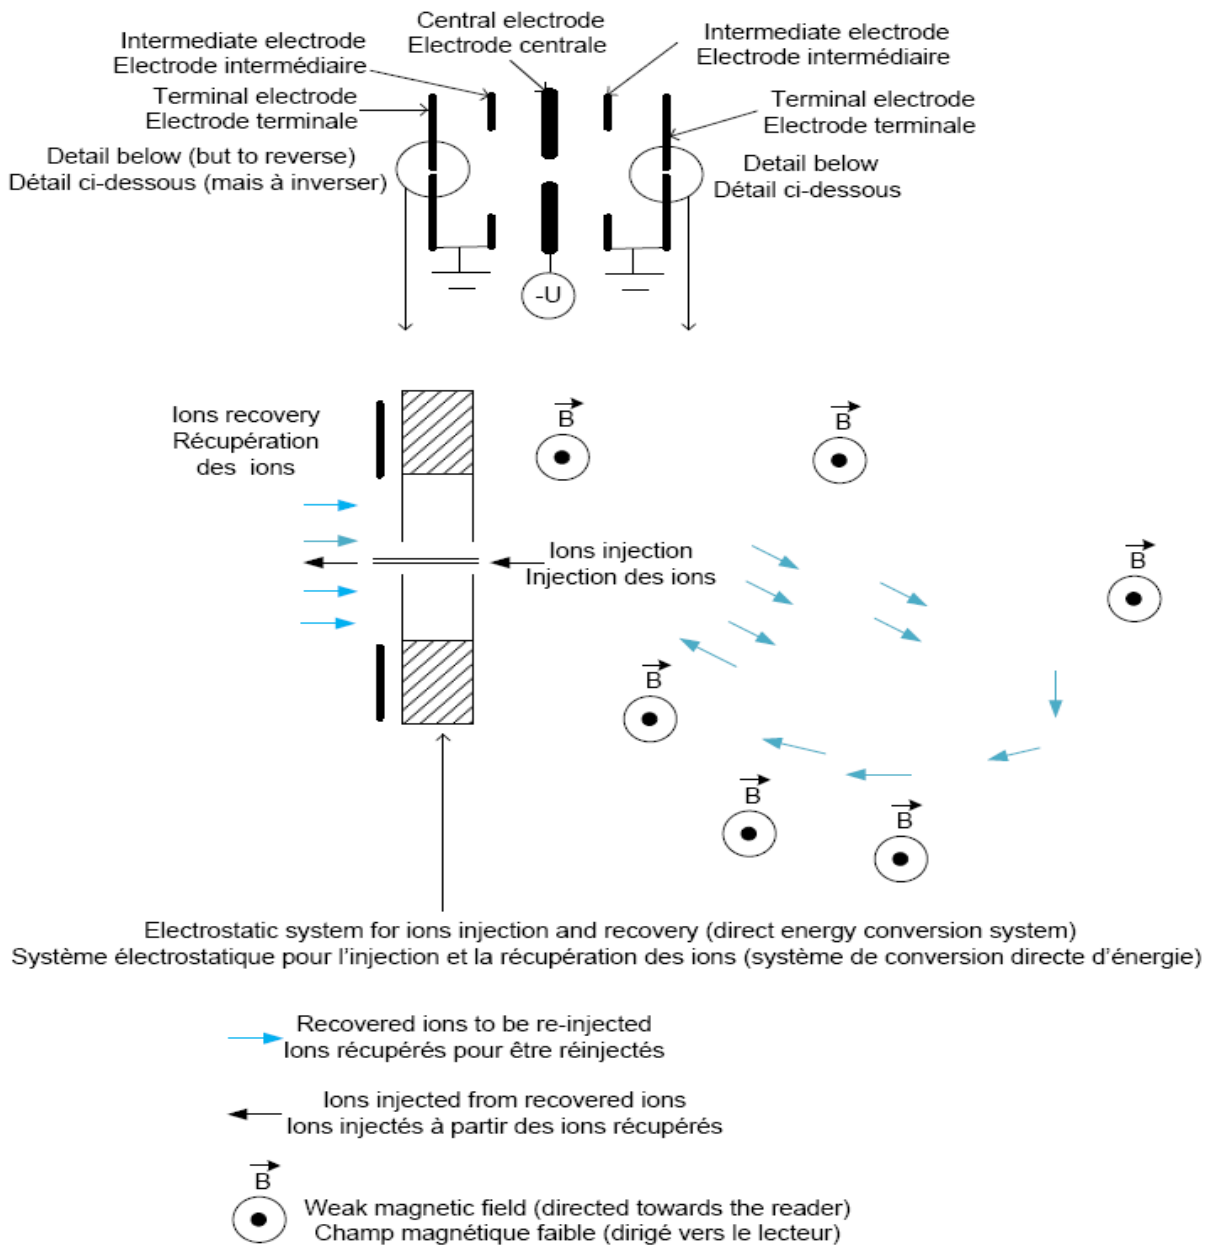 Central electrode
Electrode centrale
Intermediate electrode
Electrode intermédiaire
Intermediate electrode
Electrode intermédiaire
Terminal electrode
Electrode terminale
Terminal electrode
Electrode terminale
Detail below (but to reverse)
Détail ci-dessous (mais à inverser)
Detail below
Détail ci-dessous
-U
Ions recovery
Récupération
des ions
B
B
Ions injection
Injection des ions
B
B
B
B
Electrostatic system for ions injection and recovery (direct energy conversion system)
Système électrostatique pour l'injection et la récupération des ions (système de conversion directe d'énergie)
Recovered ions to be re-injected
Ions récupérés pour être réinjectés
Ions injected from recovered ions
Ions injectés à partir des ions récupérés
B
Weak magnetic field (directed towards the reader)
Champ magnétique faible (dirigé vers le lecteur)